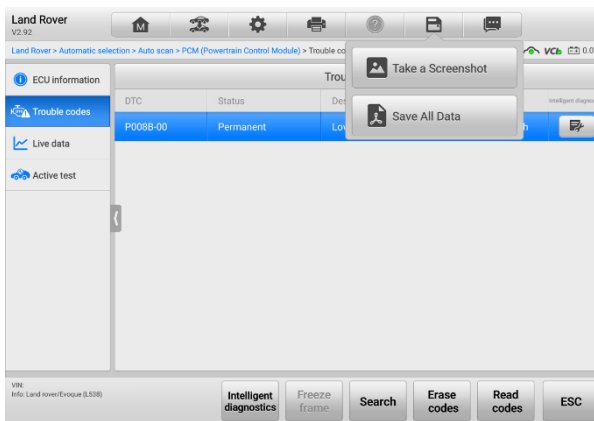 Land Rover
V2.92
M
?
Land Rover > Automatic selection > Auto scan > PCM (Powertrain Control Module) > Trouble co
VCI
0.0
Take a Screenshot
Save All Data
i ECU information
Trouble codes
Live data
Active test
Trou
DTC Status Des Intelligent diagnos
P008B-00 Permanent Lov h
VIN:
Info: Land rover/Evoque (L538)
Intelligent diagnostics
Freeze frame
Search
Erase codes
Read codes
ESC